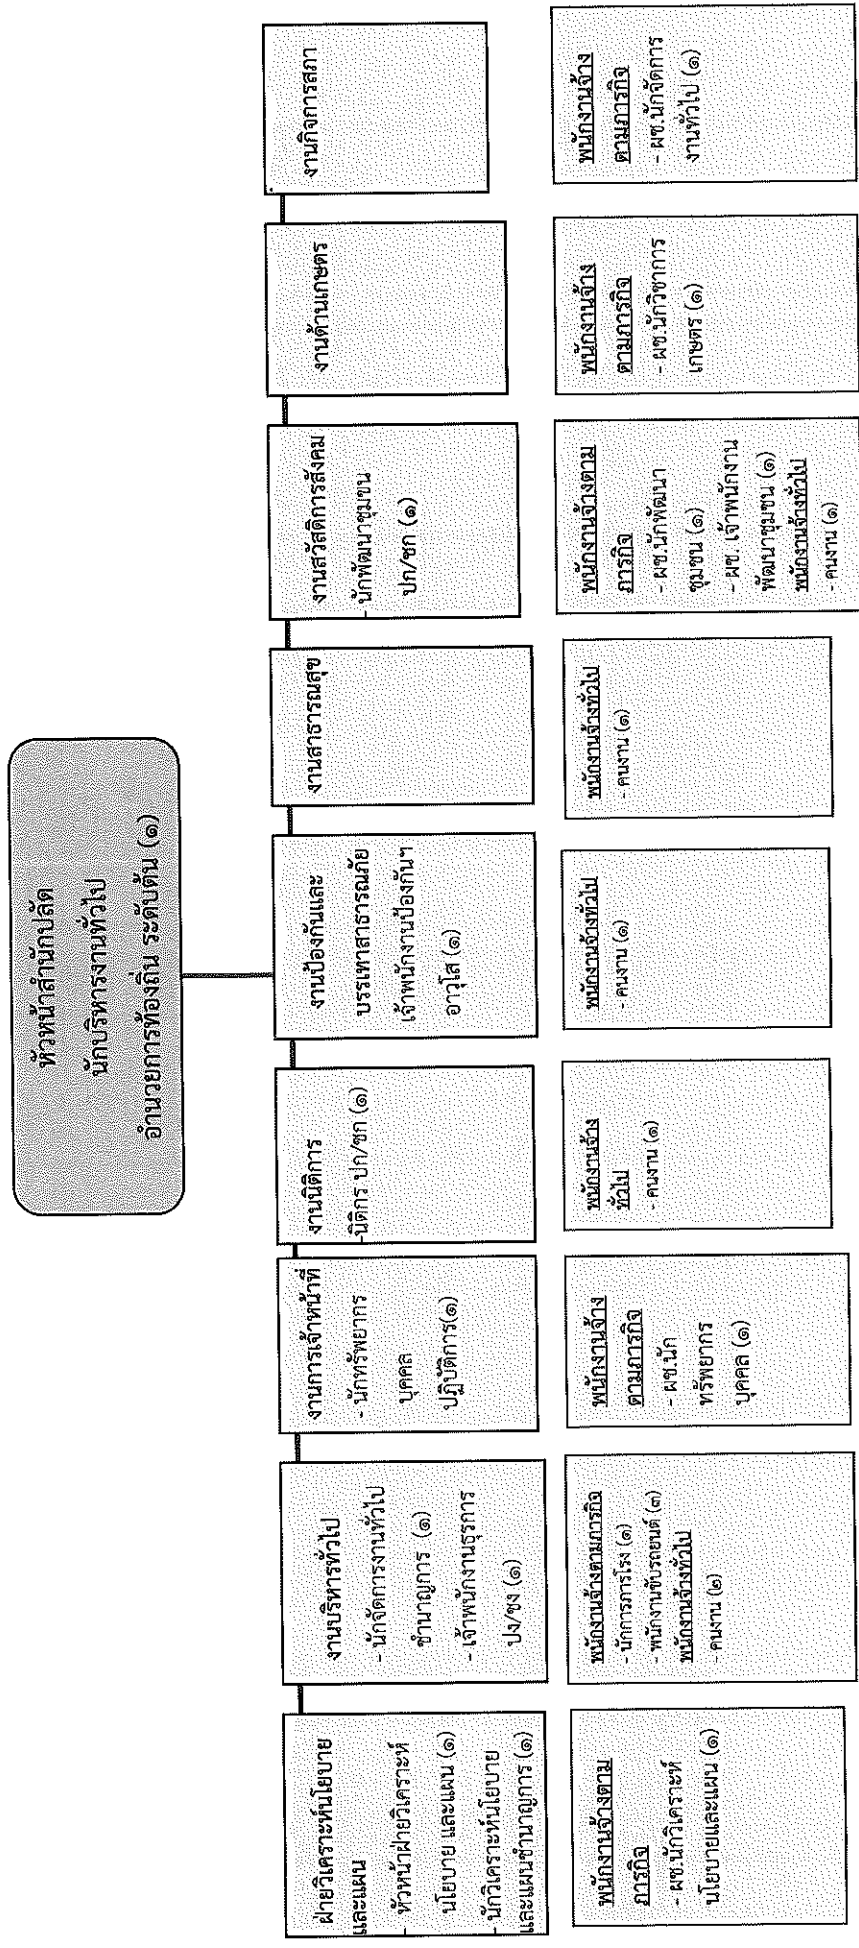 หัวหน้าสำนักปลัด
นักบริหารงานทั่วไป
อำนวยการท้องถิ่น ระดับต้น (๑)
ฝ่ายวิเคราะห์นโยบาย
และแผน
- หัวหน้าฝ่ายวิเคราะห์
นโยบาย และแผน (๑)
- นักวิเคราะห์นโยบาย
และแผนชำนาญการ (๑)
งานบริหารทั่วไป
- นักจัดการงานทั่วไป
ชำนาญการ (๑)
- เจ้าพนักงานธุรการ
ปง/ชง (๑)
งานการเจ้าหน้าที่
- นักทรัพยากร
บุคคล
ปฏิบัติการ(๑)
งานนิติการ
-นิติกร ปก/ชก (๑)
งานป้องกันและ
บรรเทาสาธารณภัย
เจ้าพนักงานป้องกันฯ
อาวุโส (๑)
งานสาธารณสุข
งานสวัสดิการสังคม
- นักพัฒนาชุมชน
ปก/ชก (๑)
งานด้านเกษตร
งานกิจการสภา
พนักงานจ้างตาม
ภารกิจ
- ผช.นักวิเคราะห์
นโยบายและแผน (๑)
พนักงานจ้างตามภารกิจ
- นักการภารโรง (๑)
- พนักงานขับรถยนต์ (๓)
พนักงานจ้างทั่วไป
- คนงาน (๒)
พนักงานจ้าง
ตามภารกิจ
- ผช.นัก
ทรัพยากร
บุคคล (๑)
พนักงานจ้าง
ทั่วไป
- คนงาน (๑)
พนักงานจ้างทั่วไป
- คนงาน (๑)
พนักงานจ้างทั่วไป
- คนงาน (๑)
พนักงานจ้างตาม
ภารกิจ
- ผช.นักพัฒนา
ชุมชน (๑)
- ผช. เจ้าพนักงาน
พัฒนาชุมชน (๑)
พนักงานจ้างทั่วไป
- คนงาน (๑)
พนักงานจ้าง
ตามภารกิจ
- ผช.นักวิชาการ
เกษตร (๑)
พนักงานจ้าง
ตามภารกิจ
- ผช.นักจัดการ
งานทั่วไป (๑)